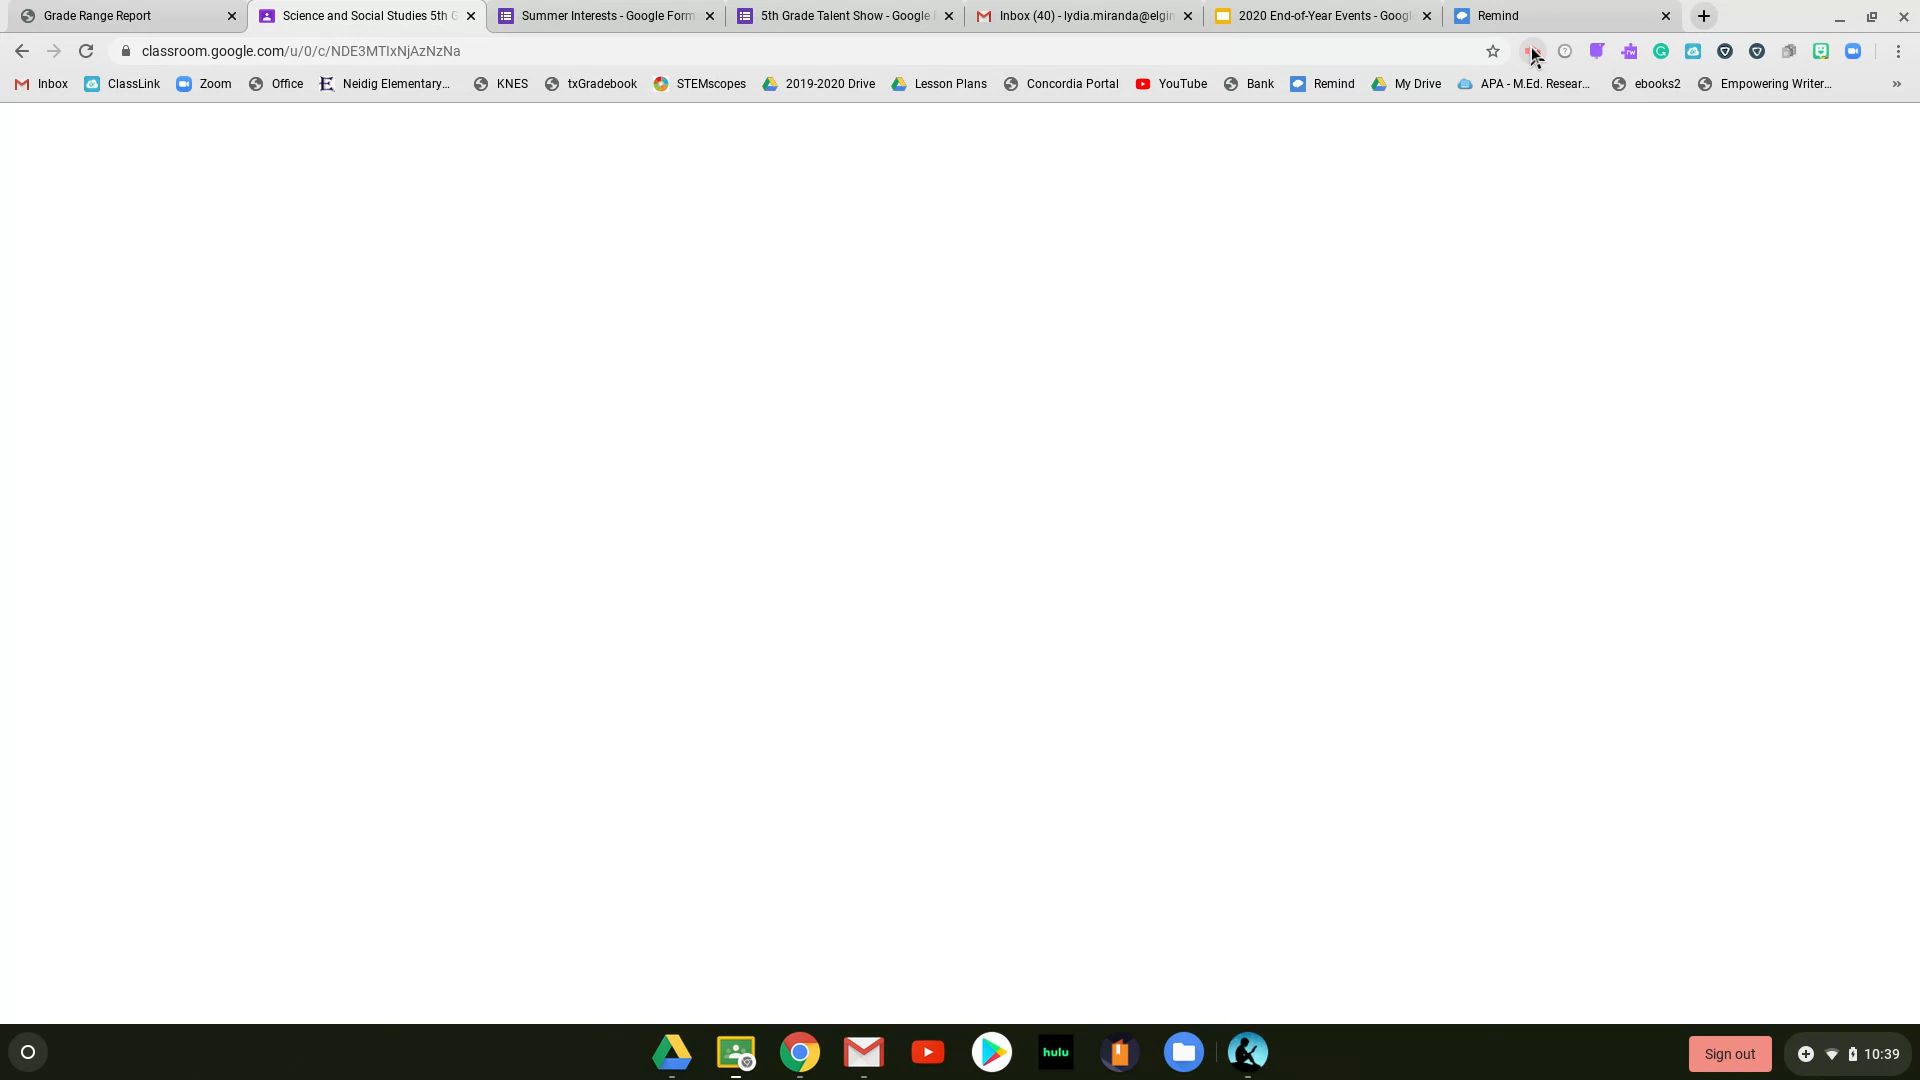 Grade Range Report
Science and Social Studies 5th G
Summer Interests - Google Form
5th Grade Talent Show - Google
Inbox (40) - lydia.miranda@elgin
2020 End-of-Year Events - Googl
Remind
classroom.google.com/u/0/c/NDE3MTIxNjAzNzNa
Inbox
ClassLink
Zoom
Office
Neidig Elementary...
KNES
txGradebook
STEMscopes
2019-2020 Drive
Lesson Plans
Concordia Portal
YouTube
Bank
Remind
My Drive
APA - M.Ed. Resear...
ebooks2
Empowering Writer...
»
hulu
Sign out
10:39